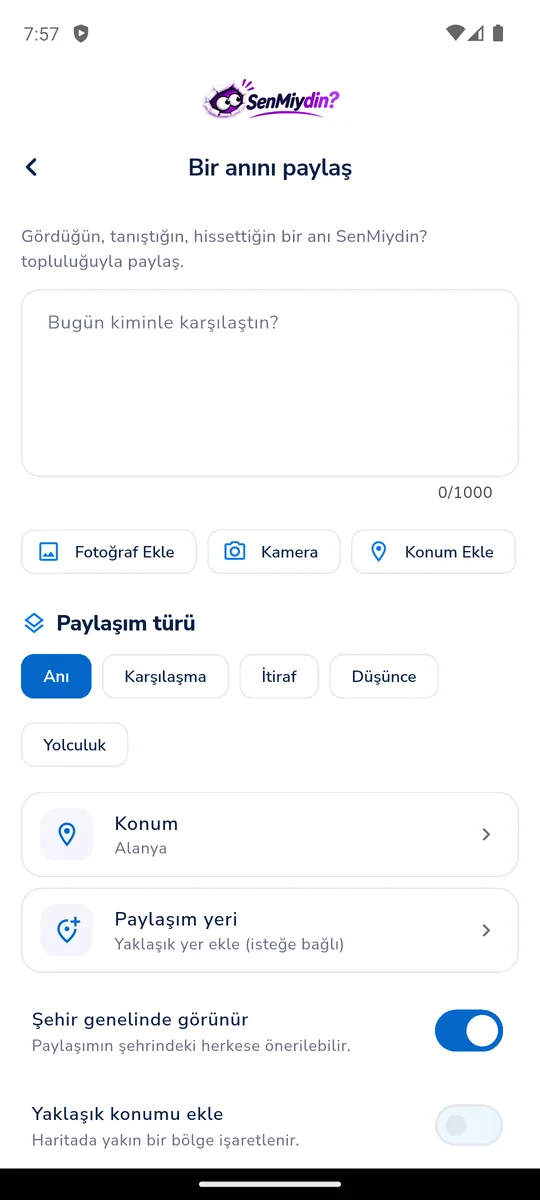 7:57
SenMiydin?
Bir anını paylaş
Gördüğün, tanıştığın, hissettiğin bir anı SenMiydin?
topluluğuyla paylaş.
Bugün kiminle karşılaştın?
0/1000
Fotoğraf Ekle
Kamera
Konum Ekle
Paylaşım türü
Anı
Karşılaşma
İtiraf
Düşünce
Yolculuk
Konum
Alanya
Paylaşım yeri
Yaklaşık yer ekle (isteğe bağlı)
Şehir genelinde görünür
Paylaşımın şehrindeki herkese önerilebilir.
Yaklaşık konumu ekle
Haritada yakın bir bölge işaretlenir.